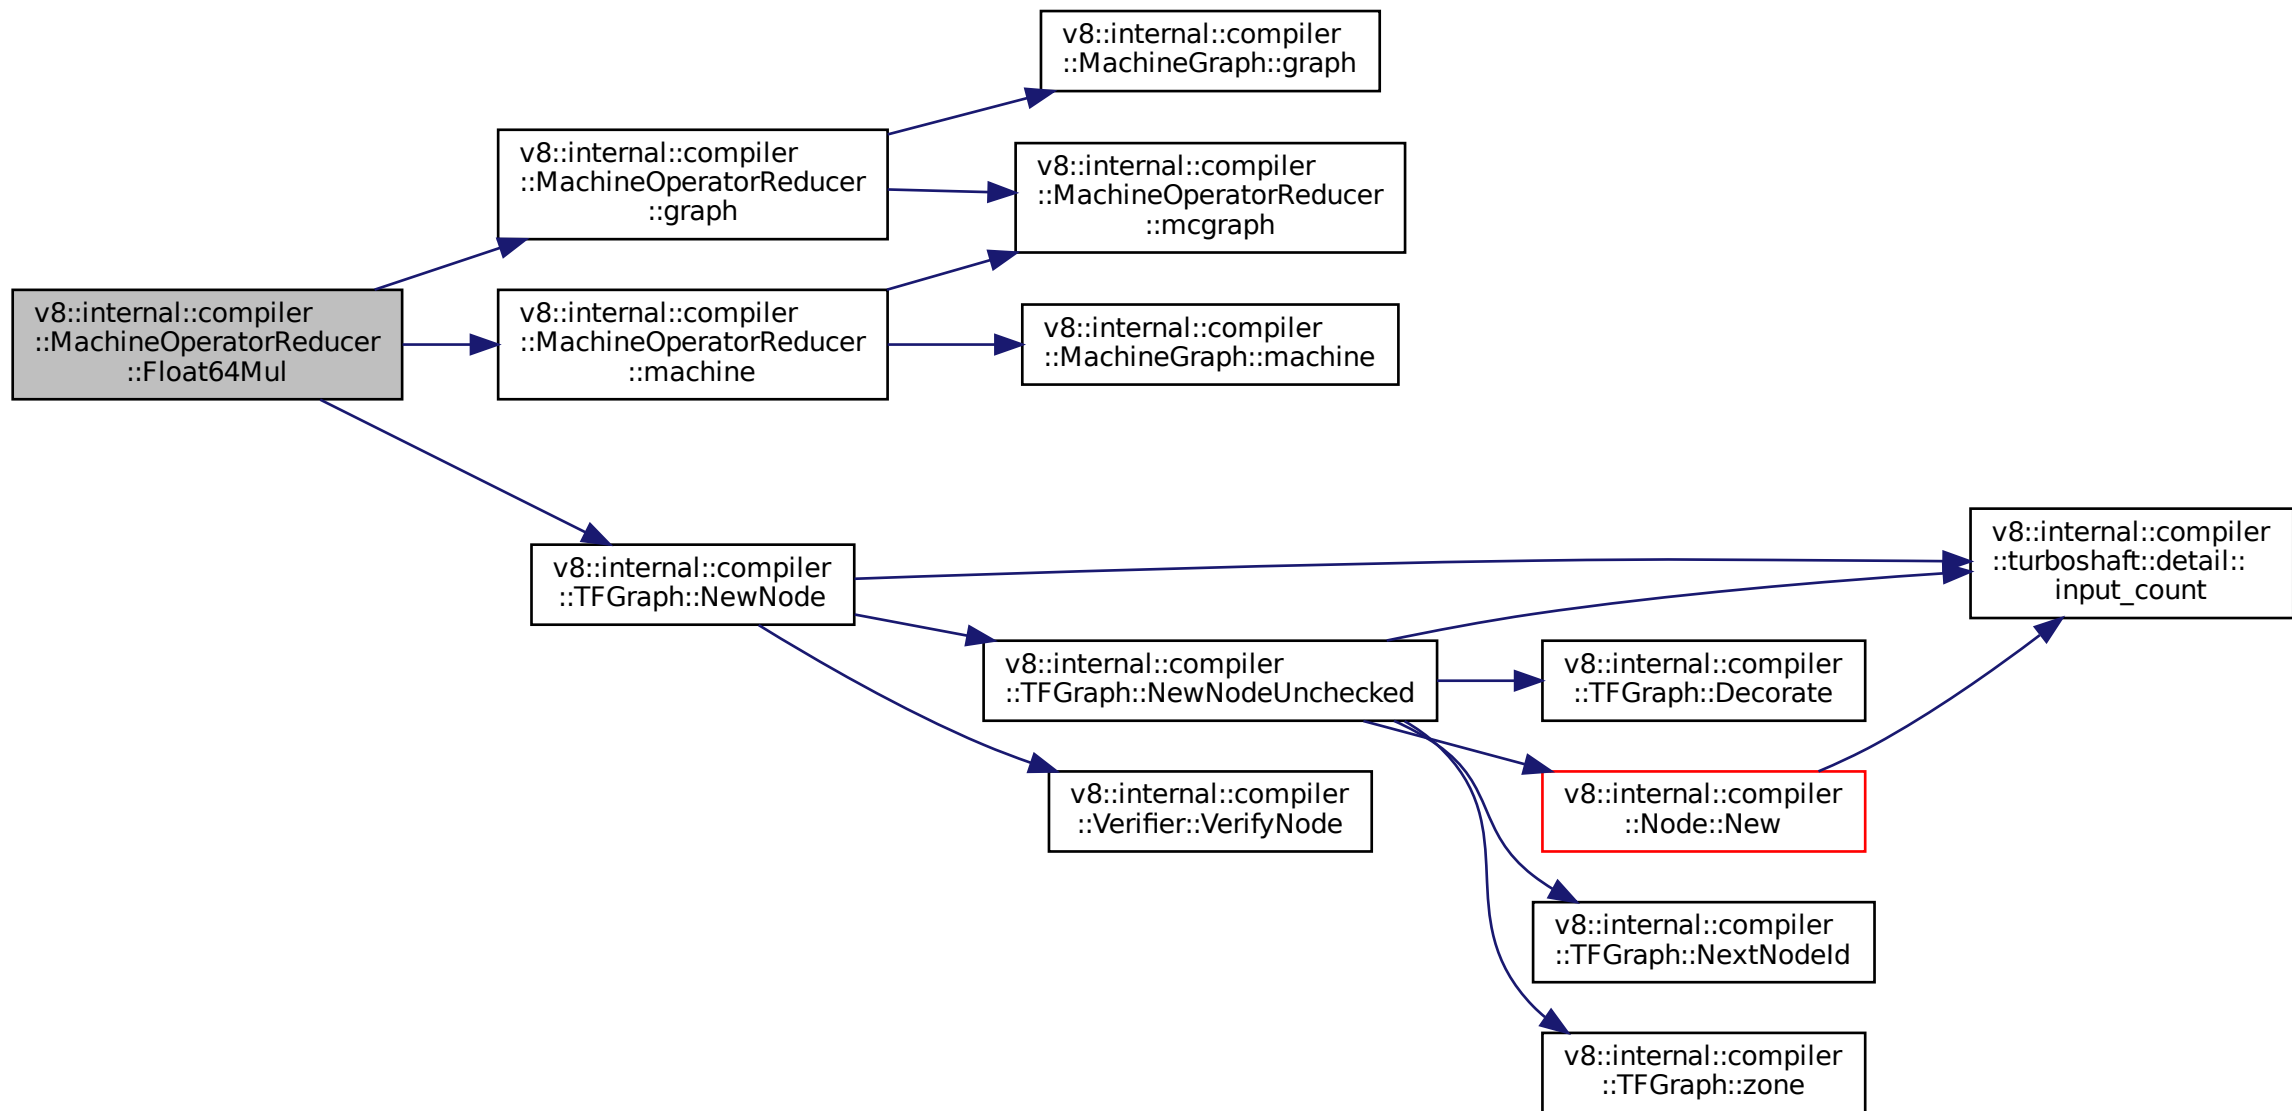 v8::internal::compiler
::MachineOperatorReducer
::Float64Mul
v8::internal::compiler
::MachineOperatorReducer
::graph
v8::internal::compiler
::MachineGraph::graph
v8::internal::compiler
::MachineOperatorReducer
::mcgraph
v8::internal::compiler
::MachineOperatorReducer
::machine
v8::internal::compiler
::MachineGraph::machine
v8::internal::compiler
::TFGraph::NewNode
v8::internal::compiler
::turboshaft::detail::
input_count
v8::internal::compiler
::TFGraph::NewNodeUnchecked
v8::internal::compiler
::TFGraph::Decorate
v8::internal::compiler
::Node::New
v8::internal::compiler
::TFGraph::NextNodeId
v8::internal::compiler
::TFGraph::zone
v8::internal::compiler
::Verifier::VerifyNode